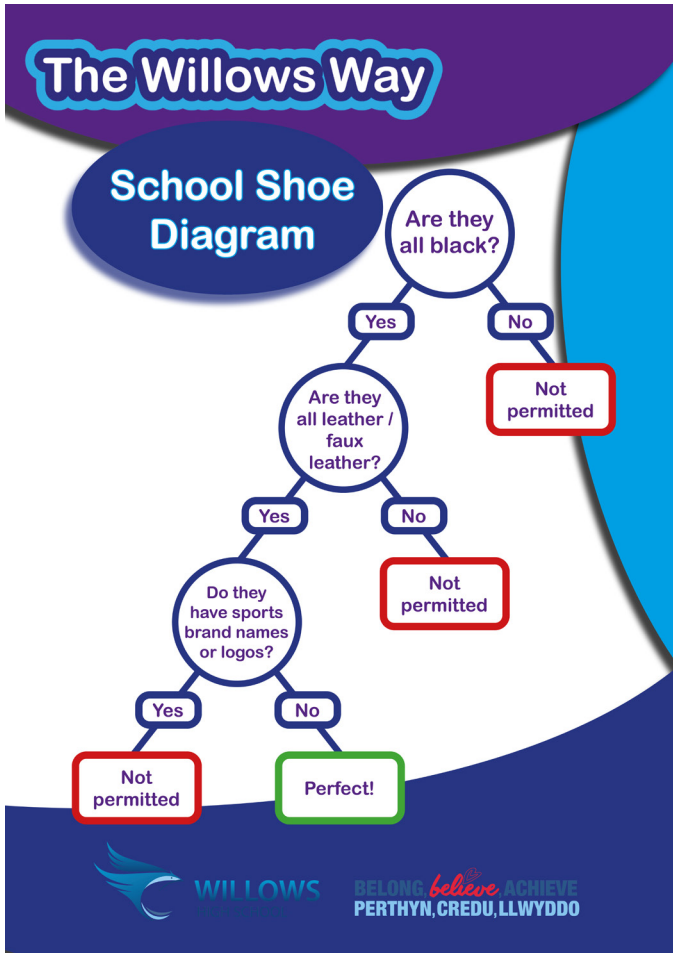 The Willows Way
School Shoe
Diagram
Are they
all black?
Yes
No
Not
permitted
Are they
all leather /
faux
leather?
Yes
No
Not
permitted
Do they
have sports
brand names
or logos?
Yes
No
Not
permitted
Perfect!
WILLOWS
BELONG, believe, ACHIEVE
PERTHYN, CREDU, LLWYDDO